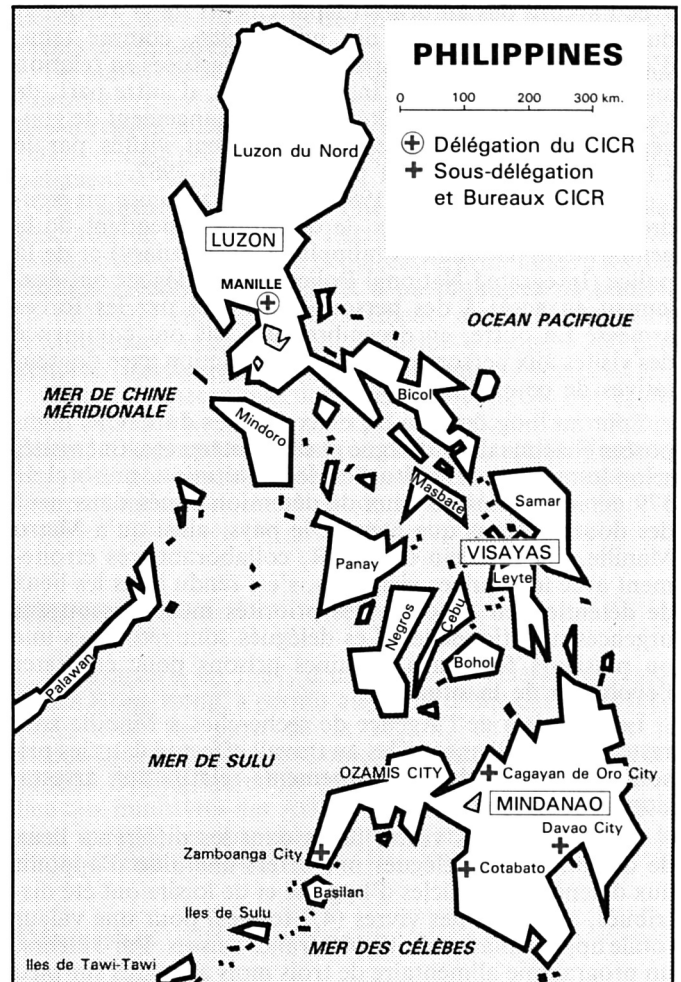 PHILIPPINES
0 100 200 300 km.
Délégation du CICR
Sous-délégation
et Bureaux CICR
Luzon du Nord
LUZON
MANILLE
OCEAN PACIFIQUE
MER DE CHINE
MÉRIDIONALE
Bicol
Mindoro
Masbate
Samar
VISAYAS
Panay
Leyte
Negros
Cebu
Bohol
Palawan
MER DE SULU
OZAMIS CITY
Cagayan de Oro City
MINDANAO
Davao City
Zamboanga City
Cotabato
Basilan
Iles de Sulu
MER DES CÉLÈBES
Iles de Tawi-Tawi